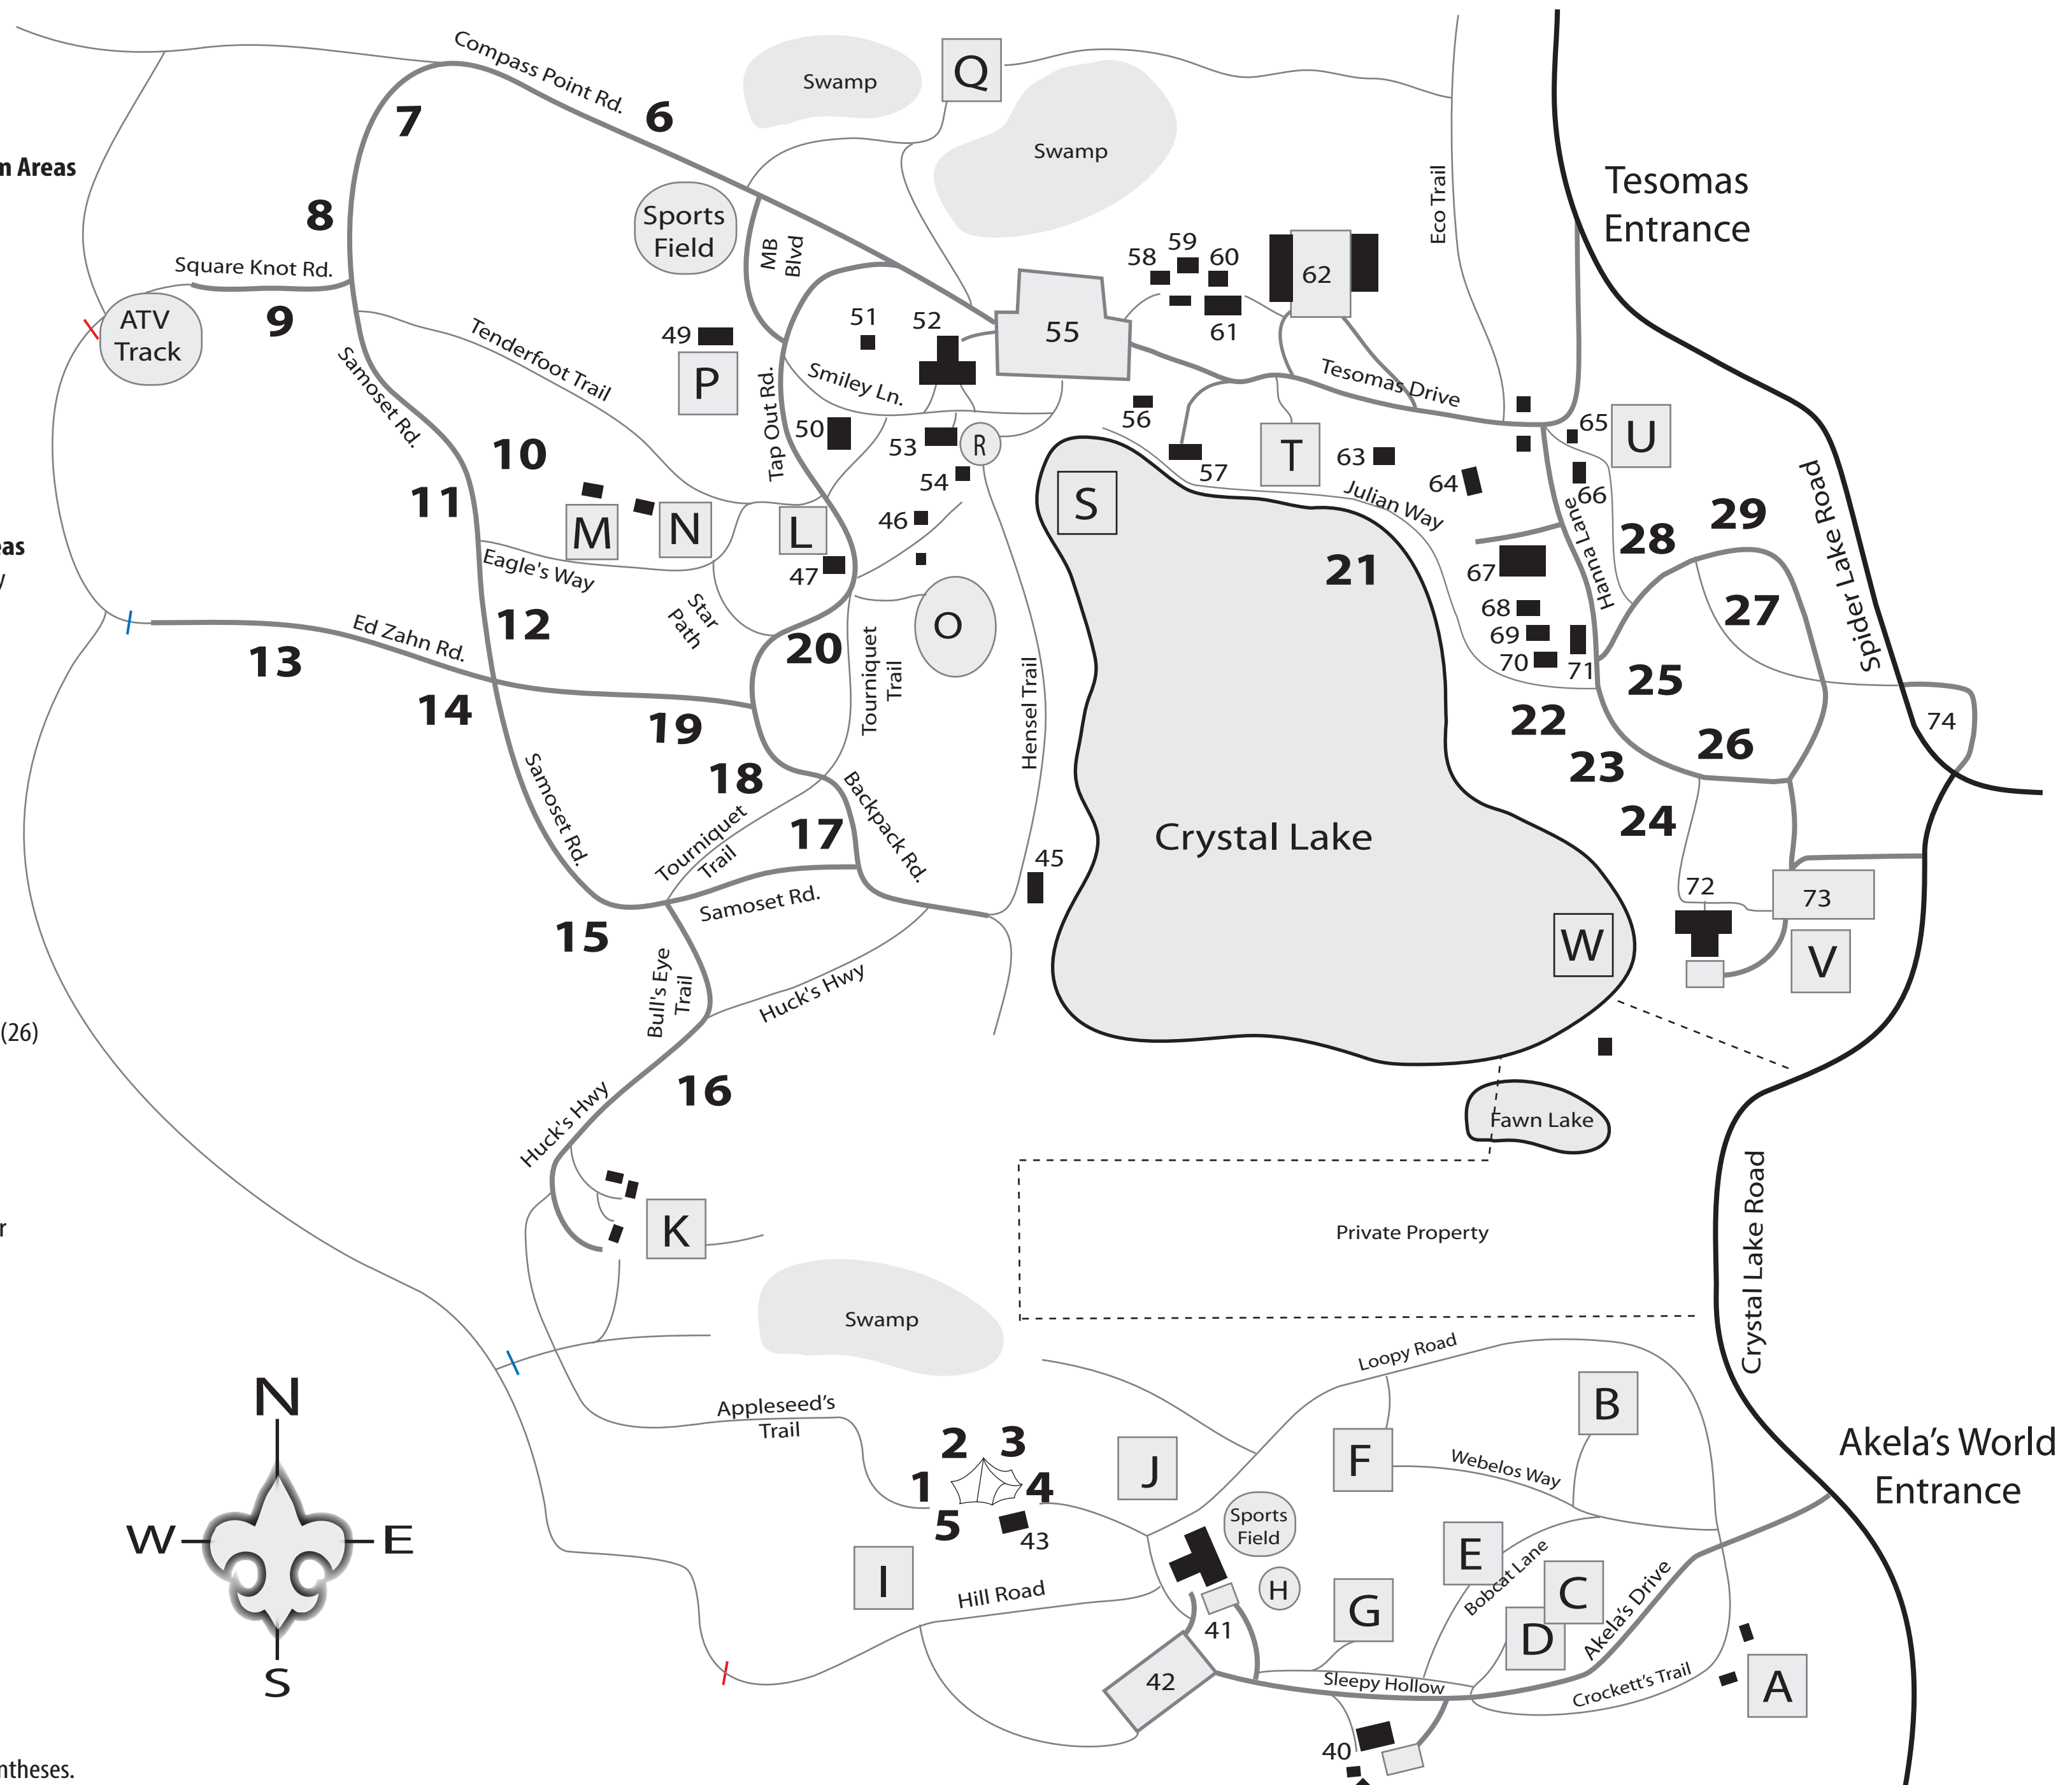 Compass Point Rd.
6
7
Swamp
Q
Swamp
m Areas
8
Sports
Field
MB
Blvd
Eco Trail
Tesomas
Entrance
Square Knot Rd.
9
ATV
Track
58
59
60
61
62
49
P
51
52
55
Tenderfoot Trail
Samoset Rd.
Smiley Ln.
Tap Out Rd.
50
53
R
54
56
57
T
Tesomas Drive
63
64
65
U
66
Julian Way
10
11
M
N
L
46
47
S
21
67
68
69
70
71
Hanna Lane
28
29
27
Spider Lake Road
eas
y
Eagle's Way
Star
Path
12
Ed Zahn Rd.
13
14
20
O
Tourniquet
Trail
Hensel Trail
19
18
22
23
24
25
26
74
Samoset Rd.
Tourniquet
Trail
17
Backpack Rd.
Samoset Rd.
45
Crystal Lake
15
Bull's Eye
Trail
Huck's Hwy
72
73
W
V
(26)
16
Huck's Hwy
Fawn Lake
K
r
Private Property
Crystal Lake Road
Swamp
N
W
E
S
Appleseed’s
Trail
1
2
3
4
5
43
J
Loopy Road
F
B
Webelos Way
Akela’s World
Entrance
I
Hill Road
Sports
Field
H
41
42
G
E
Bobcat Lane
C
D
Akela’s Drive
Sleepy Hollow
Crockett’s Trail
A
40
ntheses.